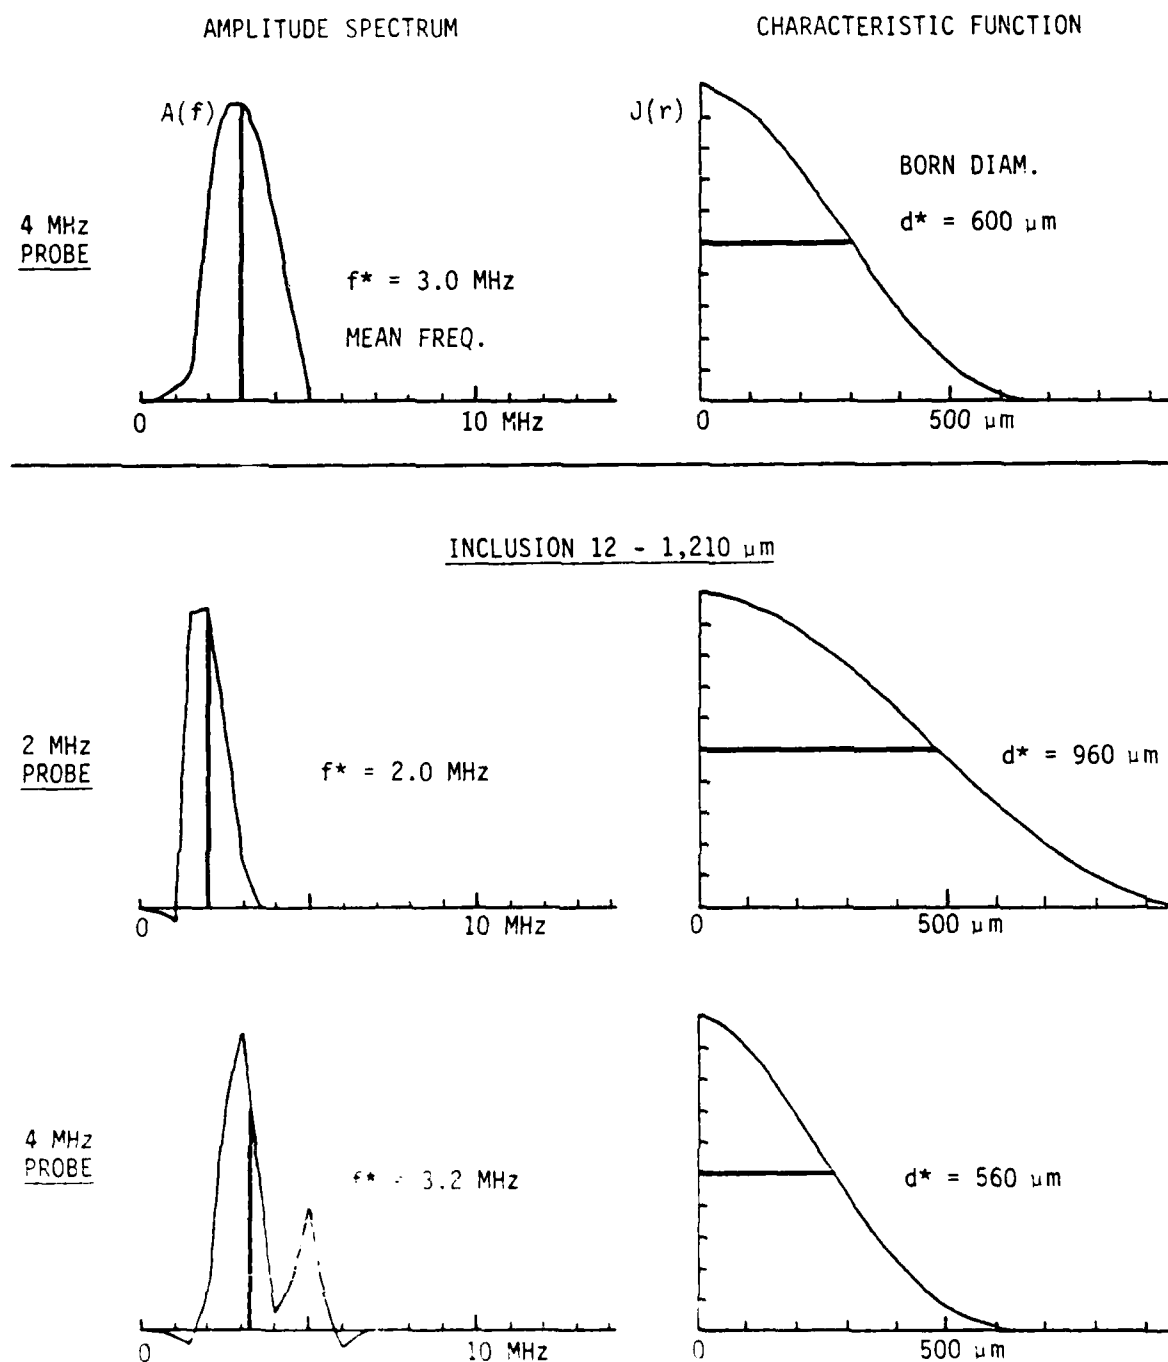 AMPLITUDE SPECTRUM
CHARACTERISTIC FUNCTION
A(f)
J(r)
4 MHz
PROBE
f* = 3.0 MHz
MEAN FREQ.
BORN DIAM.
d* = 600 μm
0
10 MHz
0
500 μm
INCLUSION 12 - 1,210 μm
2 MHz
PROBE
f* = 2.0 MHz
d* = 960 μm
0
10 MHz
0
500 μm
4 MHz
PROBE
f* = 3.2 MHz
d* = 560 μm
0
10 MHz
0
500 μm